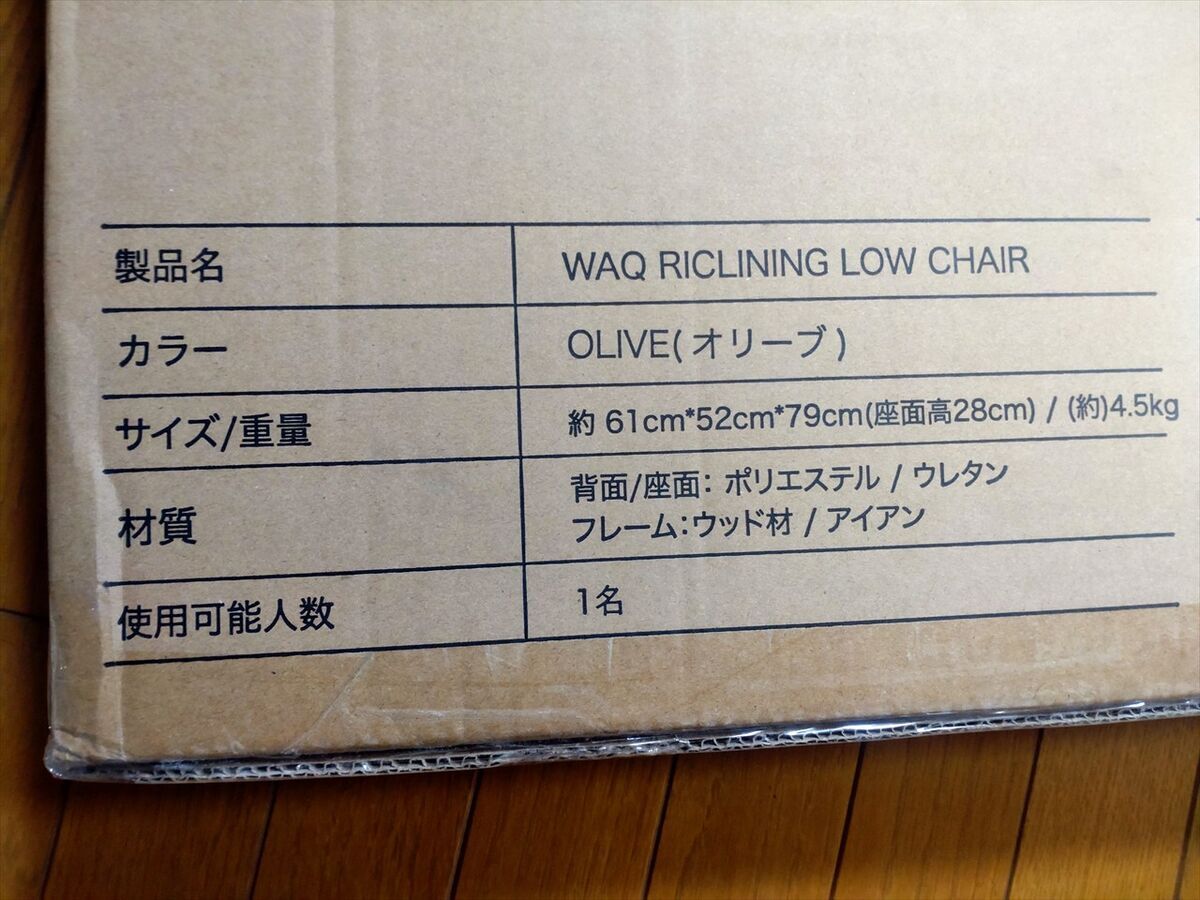 製品名 WAQ RICLINING LOW CHAIR
カラー OLIVE(オリーブ)
サイズ/重量 約 61cm*52cm*79cm(座面高28cm) / (約)4.5kg
材質 背面/座面：ポリエステル / ウレタン
フレーム：ウッド材 / アイアン
使用可能人数 1名